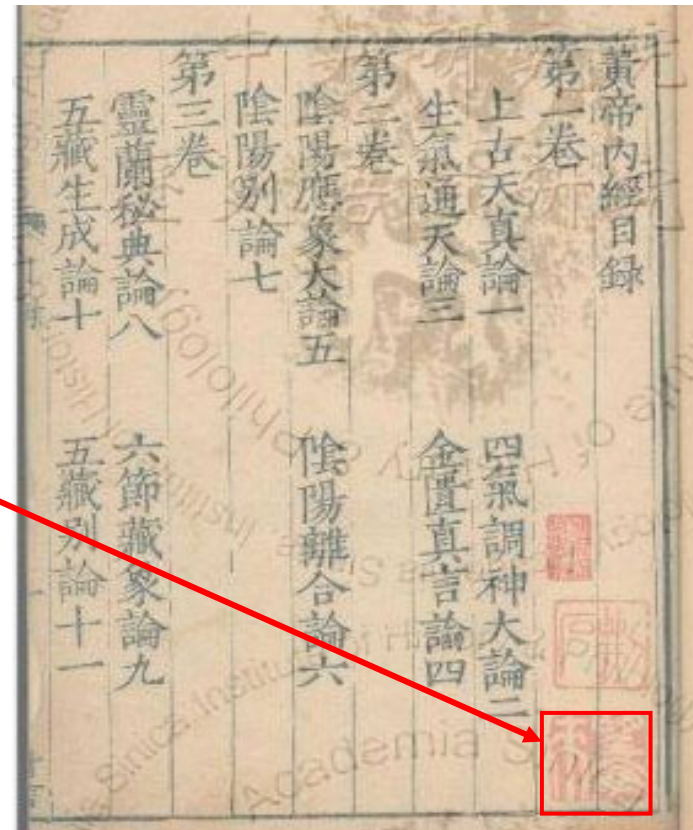 黃帝内經目録
第一卷
上古天真論一 四氣調神大論二
生氣通天論三 金匱真言論四
第二卷
陰陽應象大論五 陰陽離合論六
陰陽別論七
第三卷
靈蘭秘典論八 六節藏象論九
五藏生成論十 五藏别論十一